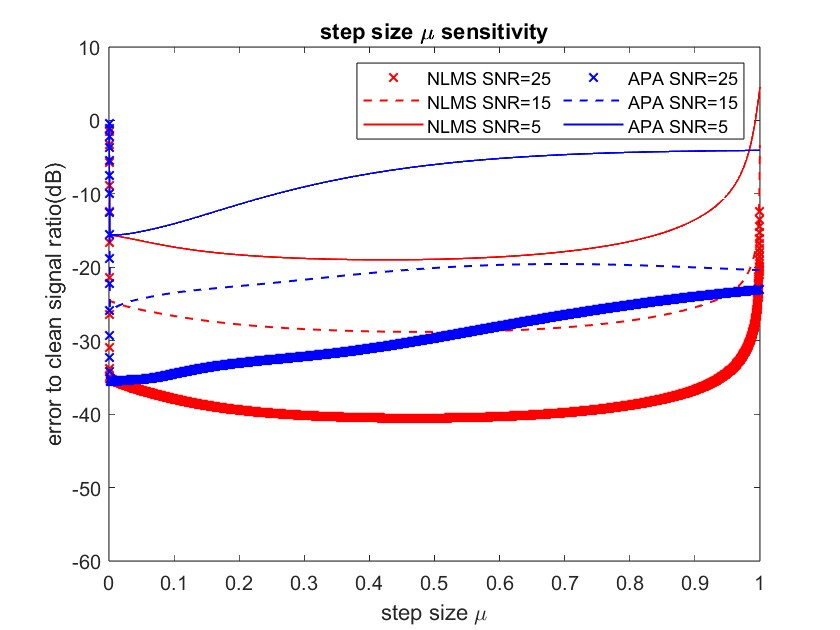 step size μ sensitivity
NLMS SNR=25
APA SNR=25
NLMS SNR=15
APA SNR=15
NLMS SNR=5
APA SNR=5
error to clean signal ratio(dB)
10
0
-10
-20
-30
-40
-50
-60
0 0.1 0.2 0.3 0.4 0.5 0.6 0.7 0.8 0.9 1
step size μ